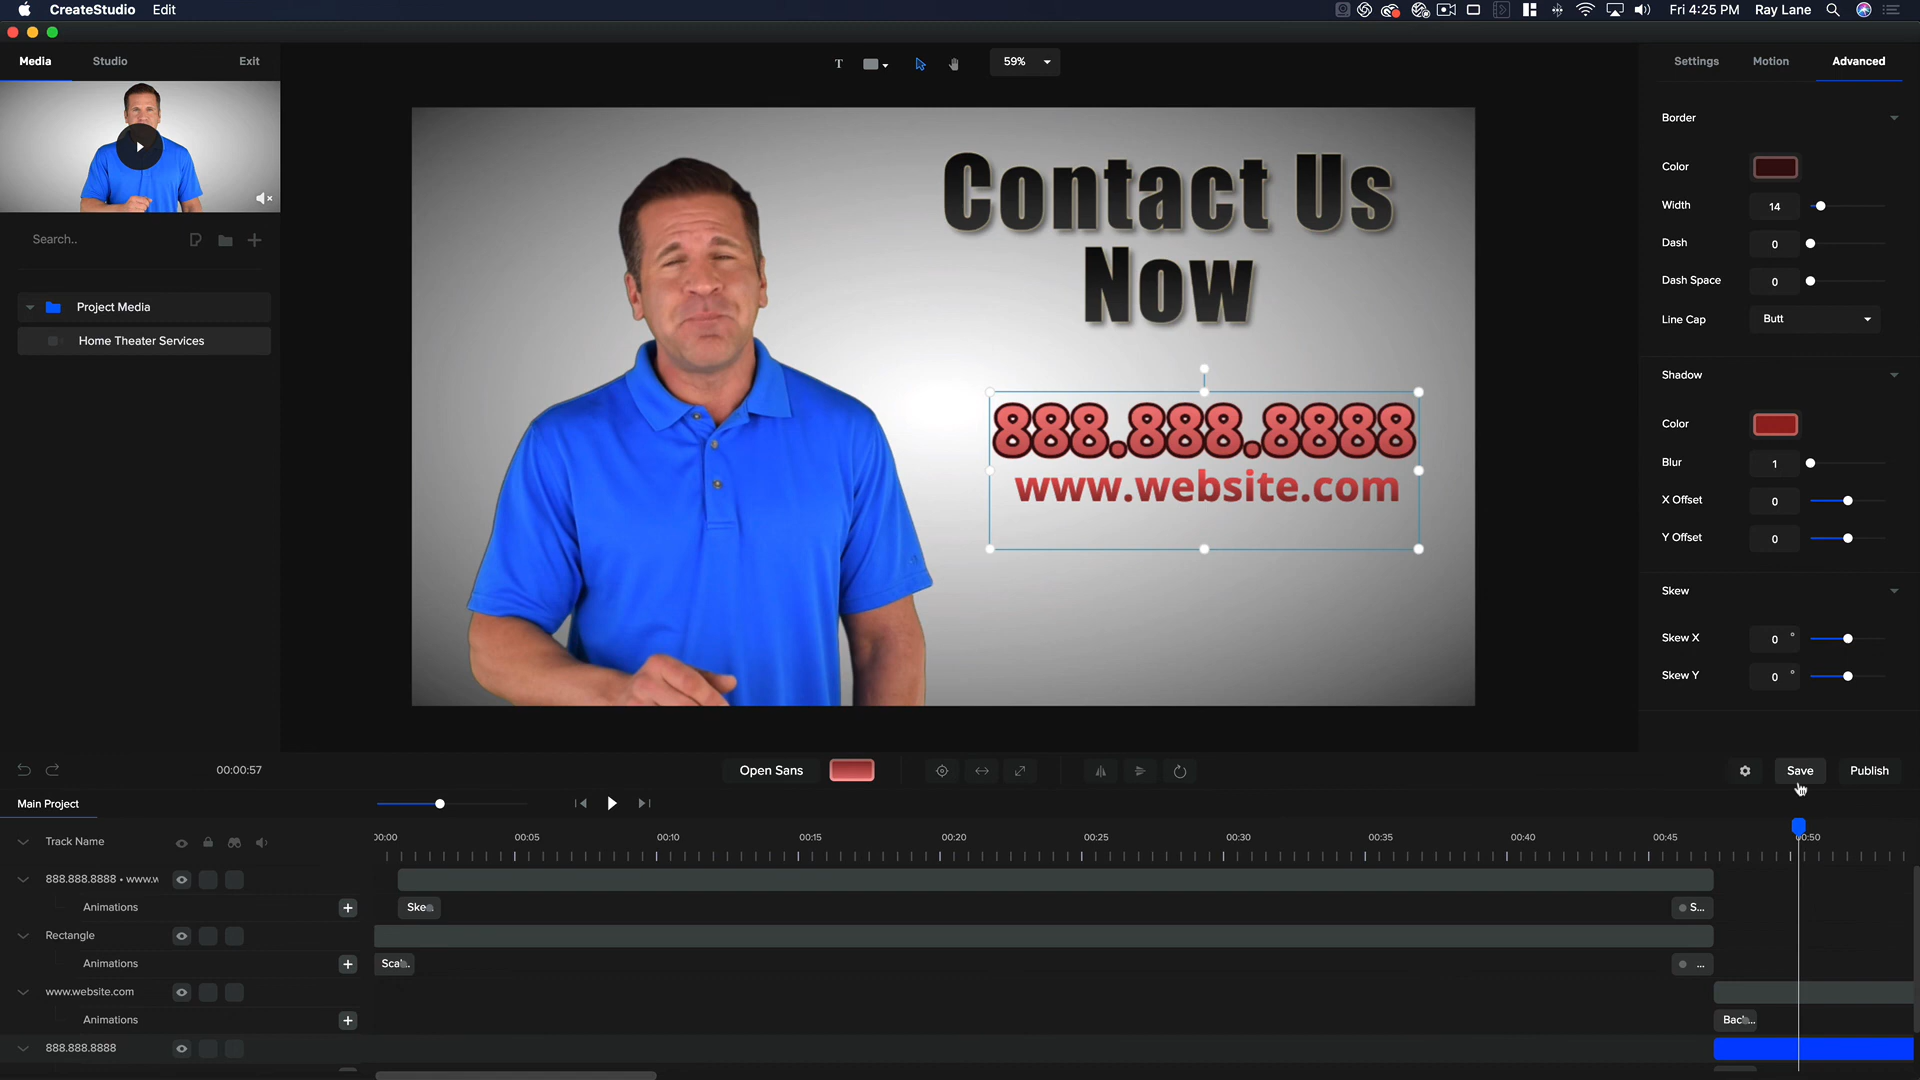 CreateStudio Edit
Fri 4:25 PM Ray Lane
Media Studio Exit
T 59%
Settings Motion Advanced
Search..
Project Media
Home Theater Services
Contact Us
Now
888.888.8888
www.website.com
Border
Color
Width 14
Dash 0
Dash Space 0
Line Cap Butt
Shadow
Color
Blur 1
X Offset 0
Y Offset 0
Skew
Skew X 0 °
Skew Y 0 °
00:00:57
Open Sans
Save Publish
Main Project
Track Name
00:00 00:05 00:10 00:15 00:20 00:25 00:30 00:35 00:40 00:45 00:50
888.888.8888 • www.w
Animations + Ske.. S...
Rectangle
Animations + Scal.. ...
www.website.com
Animations + Bac...
888.888.8888